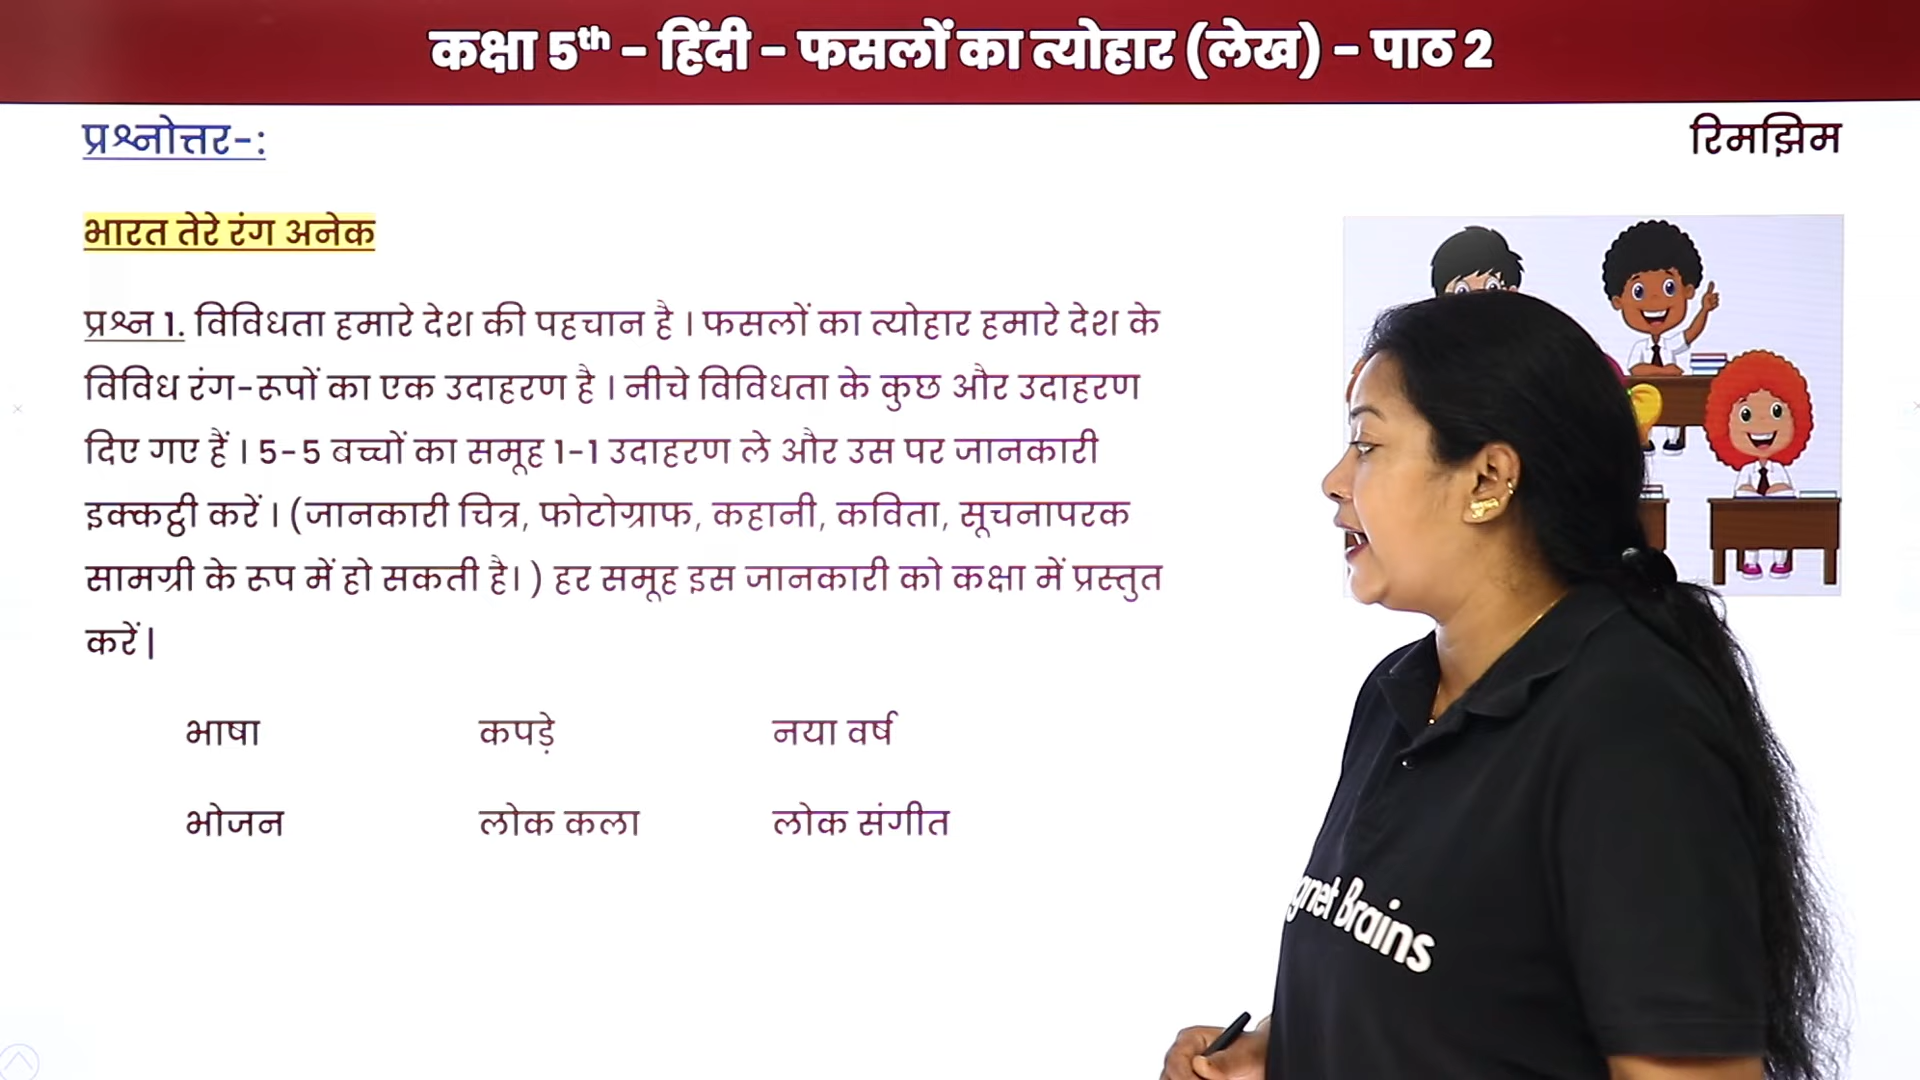 कक्षा 5th – हिंदी – फसलों का त्योहार (लेख) – पाठ 2
प्रश्नोत्तर-:
रिमझिम
भारत तेरे रंग अनेक
प्रश्न 1. विविधता हमारे देश की पहचान है । फसलों का त्योहार हमारे देश के
विविध रंग-रूपों का एक उदाहरण है । नीचे विविधता के कुछ और उदाहरण
दिए गए हैं । 5-5 बच्चों का समूह 1-1 उदाहरण ले और उस पर जानकारी
इक्कट्ठी करें । (जानकारी चित्र, फोटोग्राफ, कहानी, कविता, सूचनापरक
सामग्री के रूप में हो सकती है। ) हर समूह इस जानकारी को कक्षा में प्रस्तुत
करें|
भाषा कपड़े नया वर्ष
भोजन लोक कला लोक संगीत
gnet Brains